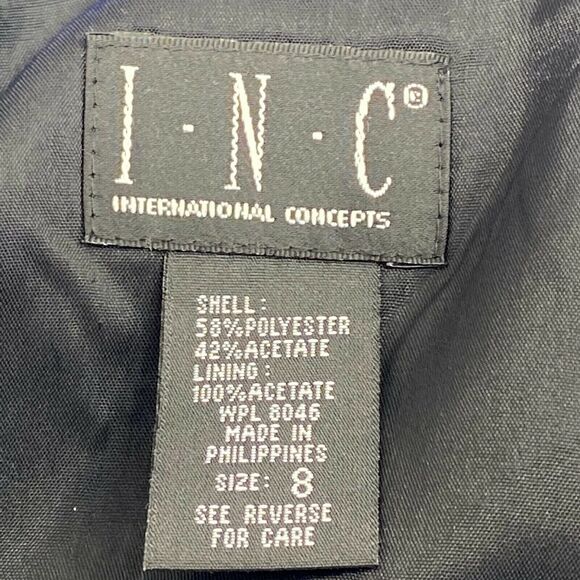 I·N·C®
INTERNATIONAL CONCEPTS
SHELL:
58%POLYESTER
42%ACETATE
LINING:
100%ACETATE
WPL 8046
MADE IN
PHILIPPINES
SIZE: 8
SEE REVERSE
FOR CARE